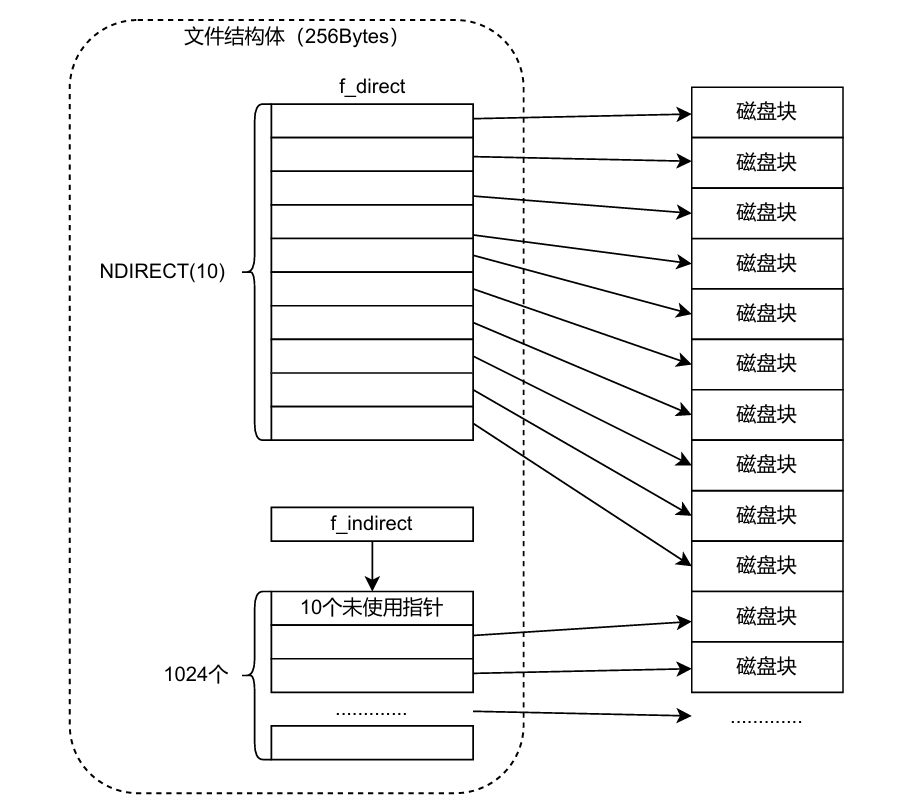 文件结构体（256Bytes）
f_direct
NDIRECT(10)
磁盘块
磁盘块
磁盘块
磁盘块
磁盘块
磁盘块
磁盘块
磁盘块
磁盘块
磁盘块
f_indirect
10个未使用指针
1024个
.............
磁盘块
磁盘块
.............